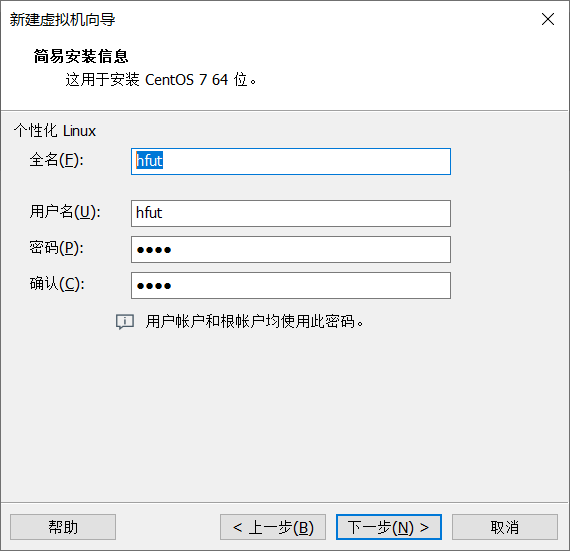 新建虚拟机向导
简易安装信息
这用于安装 CentOS 7 64 位。
个性化 Linux
全名(F): hfut
用户名(U): hfut
密码(P): ●●●●
确认(C): ●●●●
用户帐户和根帐户均使用此密码。
帮助 < 上一步(B) 下一步(N) > 取消